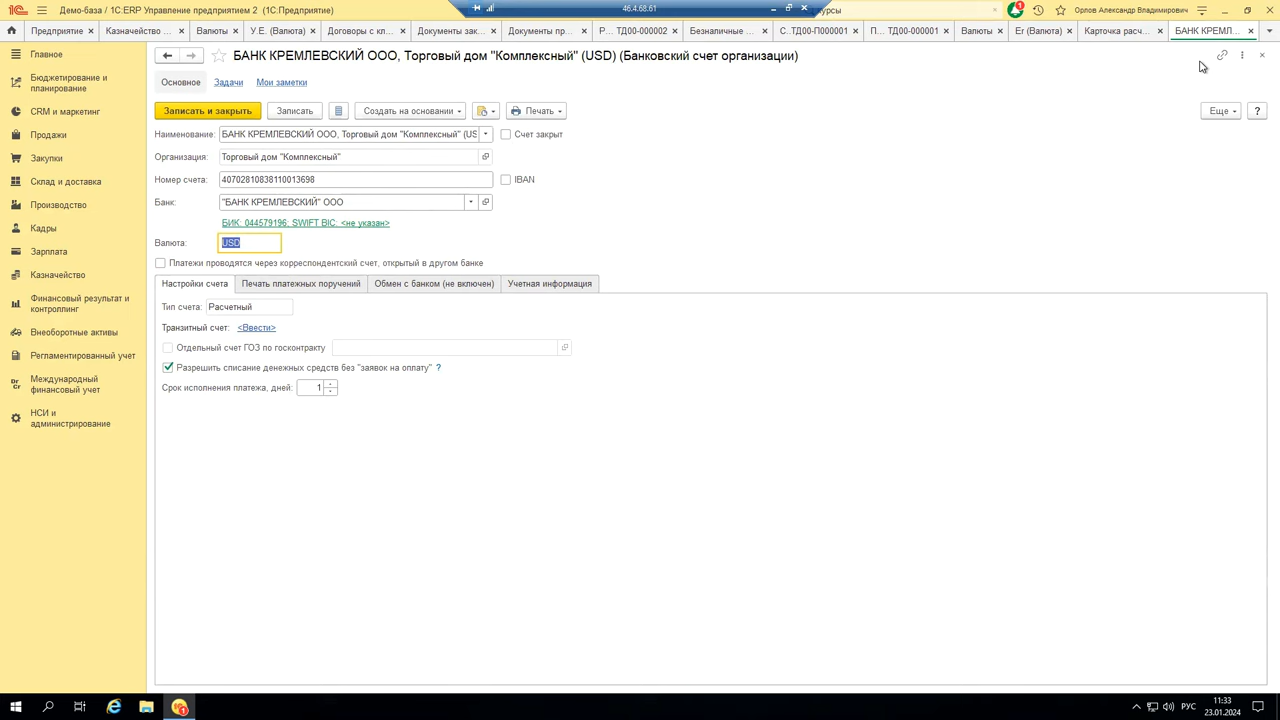 Демо-база / 1С:ERP Управление предприятием 2 (1С:Предприятие)
46.4.68.61
Орлов Александр Владимирович
Предприятие
Казначейство ...
Валюты
У.Е. (Валюта)
Договоры с кл...
Документы зак...
Документы пр...
Р... ТД00-000002
Безналичные ...
С..ТД00-П000001
П... ТД00-000001
Валюты
Ег (Валюта)
Карточка расч...
БАНК КРЕМЛ...
Главное
Бюджетирование и
планирование
CRM и маркетинг
Продажи
Закупки
Склад и доставка
Производство
Кадры
Зарплата
Казначейство
Финансовый результат и
контроллинг
Внеоборотные активы
Регламентированный учет
Международный
финансовый учет
НСИ и
администрирование
БАНК КРЕМЛЕВСКИЙ ООО, Торговый дом "Комплексный" (USD) (Банковский счет организации)
Основное Задачи Мои заметки
Записать и закрыть Записать Создать на основании Печать Еще ?
Наименование: БАНК КРЕМЛЕВСКИЙ ООО, Торговый дом "Комплексный" (US Счет закрыт
Организация: Торговый дом "Комплексный"
Номер счета: 40702810838110013698 IBAN
Банк: "БАНК КРЕМЛЕВСКИЙ" ООО
БИК: 044579196; SWIFT BIC: <не указан>
Валюта: USD
Платежи проводятся через корреспондентский счет, открытый в другом банке
Настройки счета Печать платежных поручений Обмен с банком (не включен) Учетная информация
Тип счета: Расчетный
Транзитный счет: <Ввести>
Отдельный счет ГОЗ по госконтракту
Разрешить списание денежных средств без "заявок на оплату" ?
Срок исполнения платежа, дней: 1
РУС
11:33
23.01.2024